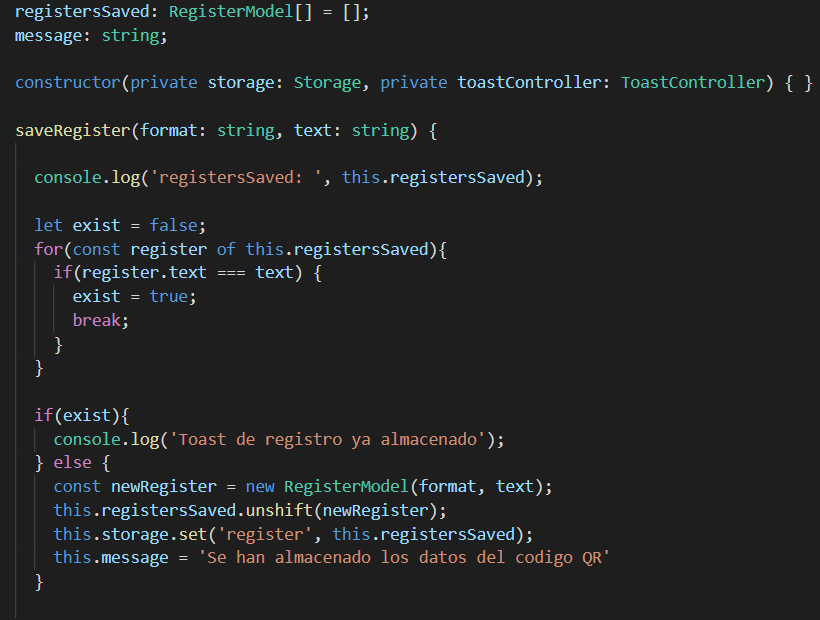 registersSaved: RegisterModel[] = [];
message: string;
constructor(private storage: Storage, private toastController: ToastController) { }
saveRegister(format: string, text: string) {
console.log('registersSaved: ', this.registersSaved);
let exist = false;
for(const register of this.registersSaved){
if(register.text === text) {
exist = true;
break;
}
}
if(exist){
console.log('Toast de registro ya almacenado');
} else {
const newRegister = new RegisterModel(format, text);
this.registersSaved.unshift(newRegister);
this.storage.set('register', this.registersSaved);
this.message = 'Se han almacenado los datos del codigo QR'
}